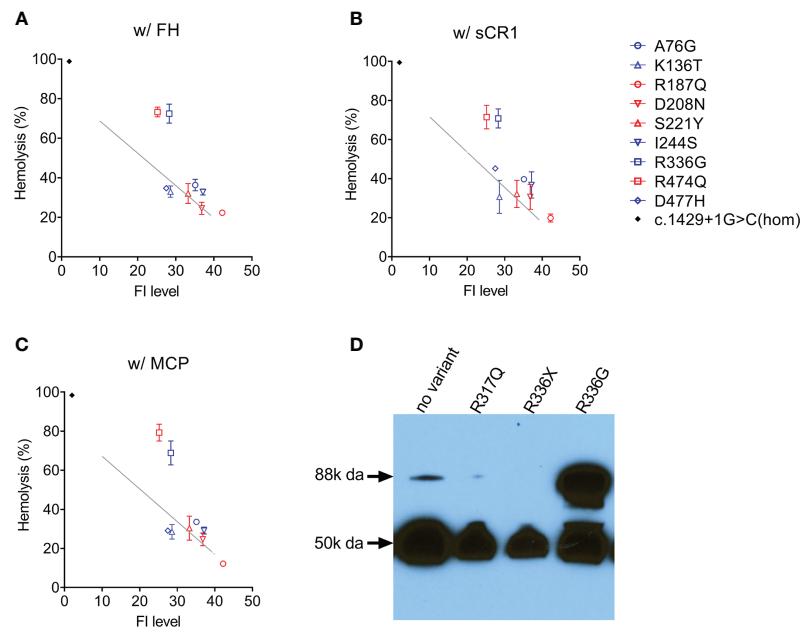 A
w/ FH
Hemolysis (%)
100
80
60
40
20
0
0 10 20 30 40 50
FI level
B
w/ sCR1
Hemolysis (%)
100
80
60
40
20
0
0 10 20 30 40 50
FI level
A76G
K136T
R187Q
D208N
S221Y
I244S
R336G
R474Q
D477H
c.1429+1G>C(hom)
C
w/ MCP
Hemolysis (%)
100
80
60
40
20
0
0 10 20 30 40 50
FI level
D
no variant R317Q R336X R336G
88k da
50k da